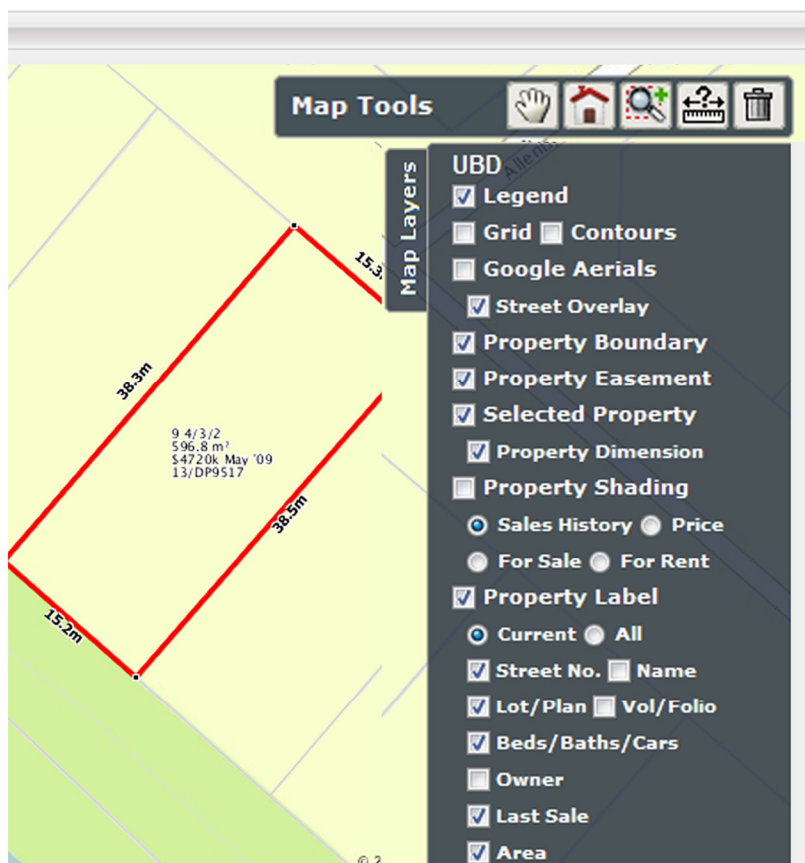 Map Tools
Map Layers
UBD
Legend
Grid Contours
Google Aerials
Street Overlay
Property Boundary
Property Easement
Selected Property
Property Dimension
Property Shading
Sales History Price
For Sale For Rent
Property Label
Current All
Street No. Name
Lot/Plan Vol/Folio
Beds/Baths/Cars
Owner
Last Sale
Area
38.3m
9 4/3/2
596.8 m²
$4720k May '09
13/DP9517
38.5m
15.2m